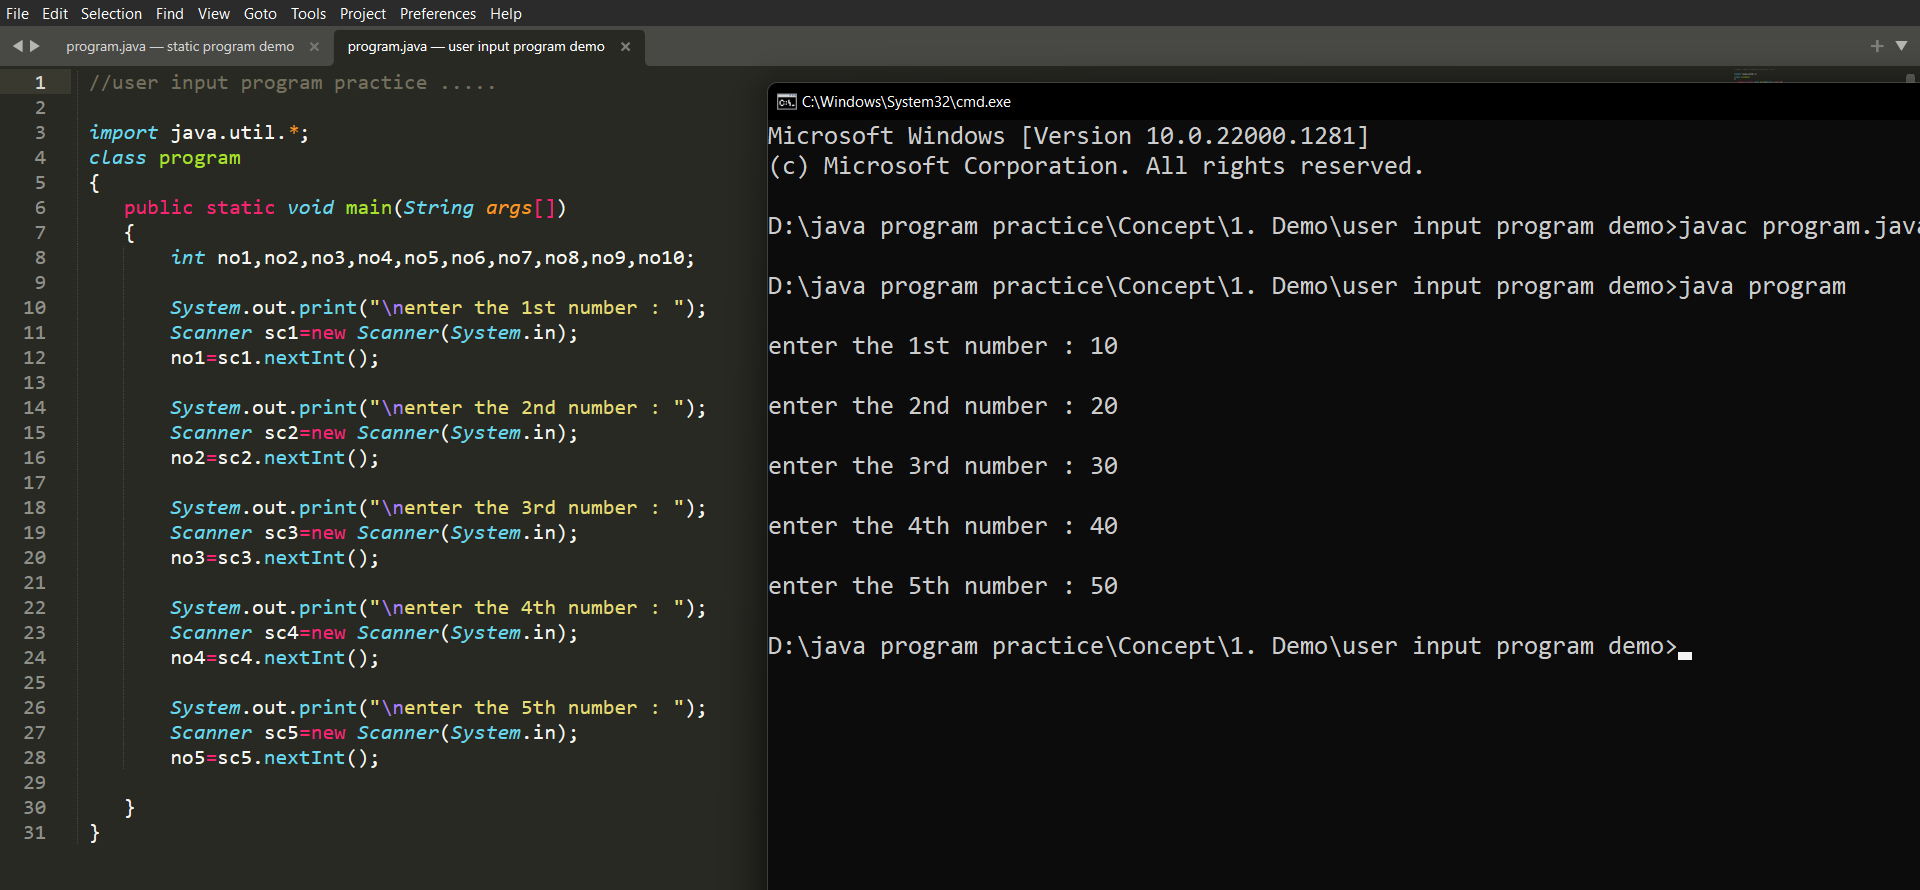 File Edit Selection Find View Goto Tools Project Preferences Help
program.java — static program demo
program.java — user input program demo
1 //user input program practice .....
2
3 import java.util.*;
4 class program
5 {
6 public static void main(String args[])
7 {
8 int no1,no2,no3,no4,no5,no6,no7,no8,no9,no10;
9
10 System.out.print("\nenter the 1st number : ");
11 Scanner sc1=new Scanner(System.in);
12 no1=sc1.nextInt();
13
14 System.out.print("\nenter the 2nd number : ");
15 Scanner sc2=new Scanner(System.in);
16 no2=sc2.nextInt();
17
18 System.out.print("\nenter the 3rd number : ");
19 Scanner sc3=new Scanner(System.in);
20 no3=sc3.nextInt();
21
22 System.out.print("\nenter the 4th number : ");
23 Scanner sc4=new Scanner(System.in);
24 no4=sc4.nextInt();
25
26 System.out.print("\nenter the 5th number : ");
27 Scanner sc5=new Scanner(System.in);
28 no5=sc5.nextInt();
29
30 }
31 }
C:\Windows\System32\cmd.exe
Microsoft Windows [Version 10.0.22000.1281]
(c) Microsoft Corporation. All rights reserved.
D:\java program practice\Concept\1. Demo\user input program demo>javac program.java
D:\java program practice\Concept\1. Demo\user input program demo>java program
enter the 1st number : 10
enter the 2nd number : 20
enter the 3rd number : 30
enter the 4th number : 40
enter the 5th number : 50
D:\java program practice\Concept\1. Demo\user input program demo>